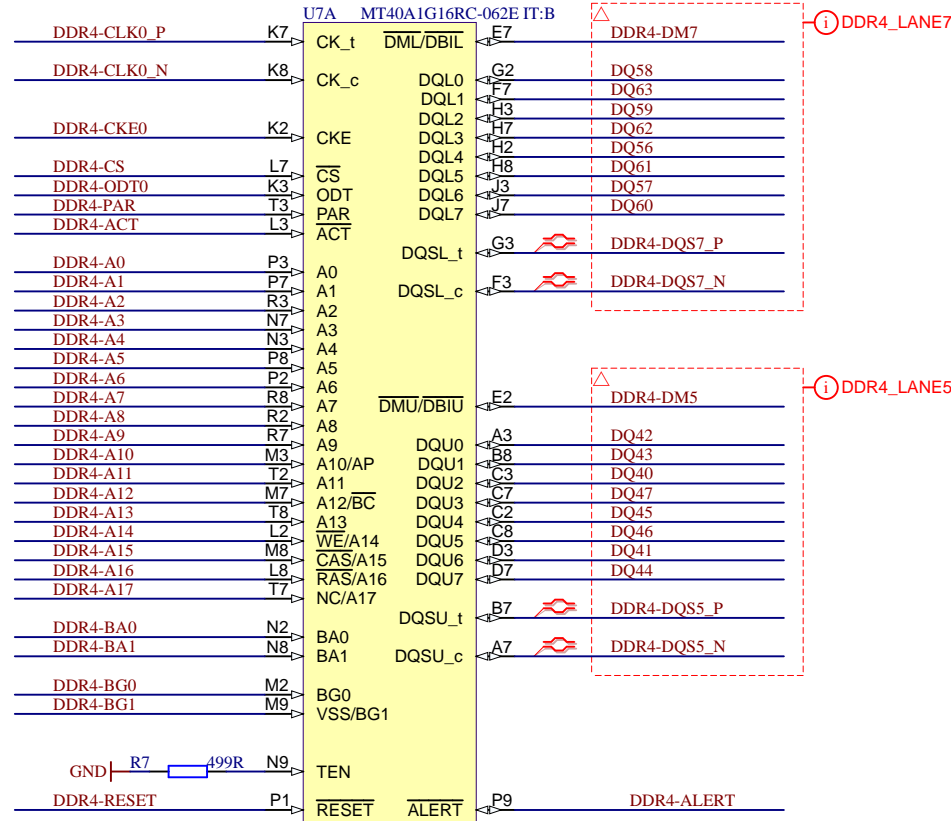 U7A MT40A1G16RC-062E IT:B
DDR4-CLK0_P K7 CK_t DML/DBIL E7 DDR4-DM7 i DDR4_LANE7
DDR4-CLK0_N K8 CK_c DQL0 G2 DQ58
DQL1 F7 DQ63
DQL2 H3 DQ59
DDR4-CKE0 K2 CKE DQL3 H7 DQ62
DQL4 H2 DQ56
DDR4-CS L7 CS DQL5 H8 DQ61
DDR4-ODT0 K3 ODT DQL6 J3 DQ57
DDR4-PAR T3 PAR DQL7 J7 DQ60
DDR4-ACT L3 ACT
DQSL_t G3 DDR4-DQS7_P
DDR4-A0 P3 A0
DDR4-A1 P7 A1 DQSL_c F3 DDR4-DQS7_N
DDR4-A2 R3 A2
DDR4-A3 N7 A3
DDR4-A4 N3 A4
DDR4-A5 P8 A5
DDR4-A6 P2 A6 i DDR4_LANE5
DDR4-A7 R8 A7 DMU/DBIU E2 DDR4-DM5
DDR4-A8 R2 A8
DDR4-A9 R7 A9 DQU0 A3 DQ42
DDR4-A10 M3 A10/AP DQU1 B8 DQ43
DDR4-A11 T2 A11 DQU2 C3 DQ40
DDR4-A12 M7 A12/BC DQU3 C7 DQ47
DDR4-A13 T8 A13 DQU4 C2 DQ45
DDR4-A14 L2 WE/A14 DQU5 C8 DQ46
DDR4-A15 M8 CAS/A15 DQU6 D3 DQ41
DDR4-A16 L8 RAS/A16 DQU7 D7 DQ44
DDR4-A17 T7 NC/A17
DQSU_t B7 DDR4-DQS5_P
DDR4-BA0 N2 BA0
DDR4-BA1 N8 BA1 DQSU_c A7 DDR4-DQS5_N
DDR4-BG0 M2 BG0
DDR4-BG1 M9 VSS/BG1
GND R7 499R N9 TEN
DDR4-RESET P1 RESET ALERT P9 DDR4-ALERT